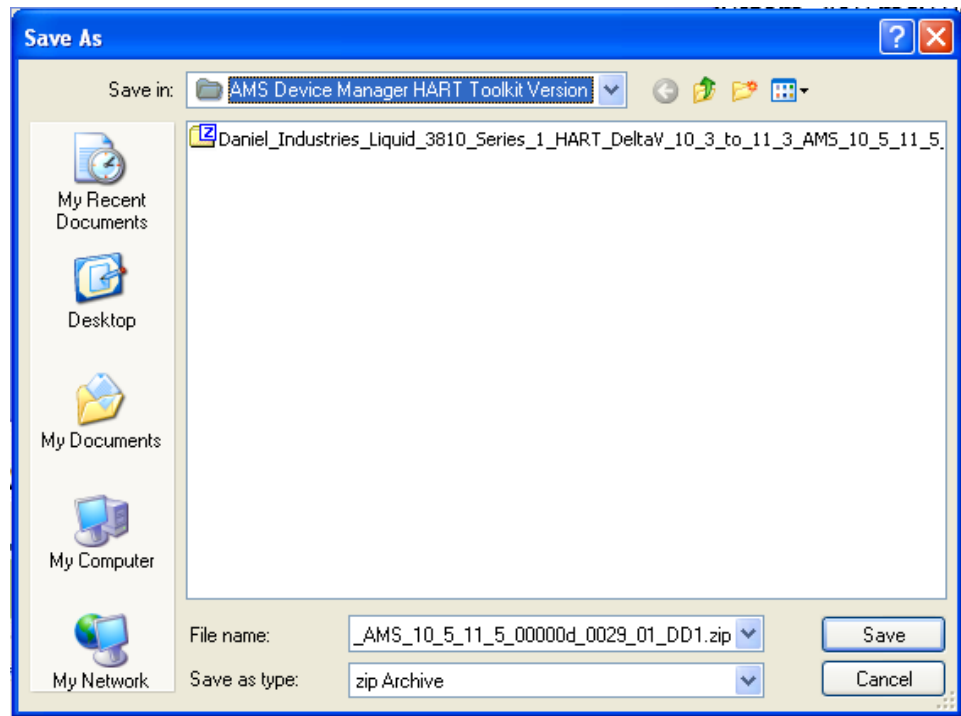 Save As
Save in:
AMS Device Manager HART Toolkit Version
Daniel_Industries_Liquid_3810_Series_1_HART_DeltaV_10_3_to_11_3_AMS_10_5_11_5_
My Recent
Documents
Desktop
My Documents
My Computer
My Network
File name:
_AMS_10_5_11_5_00000d_0029_01_DD1.zip
Save
Save as type:
zip Archive
Cancel